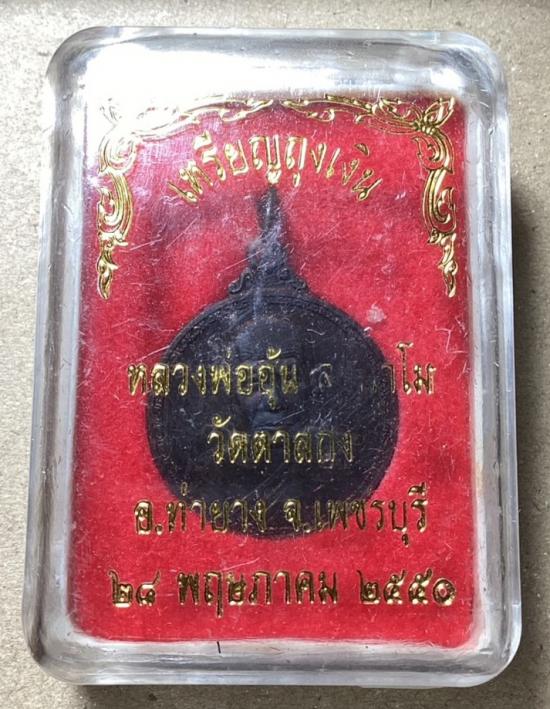 เหรียญถุงเงิน
หลวงพ่ออุ้น
วัดตาลกง
อ.ท่ายาง จ.เพชรบุรี
๒๘ พฤษภาคม ๒๕๕๐